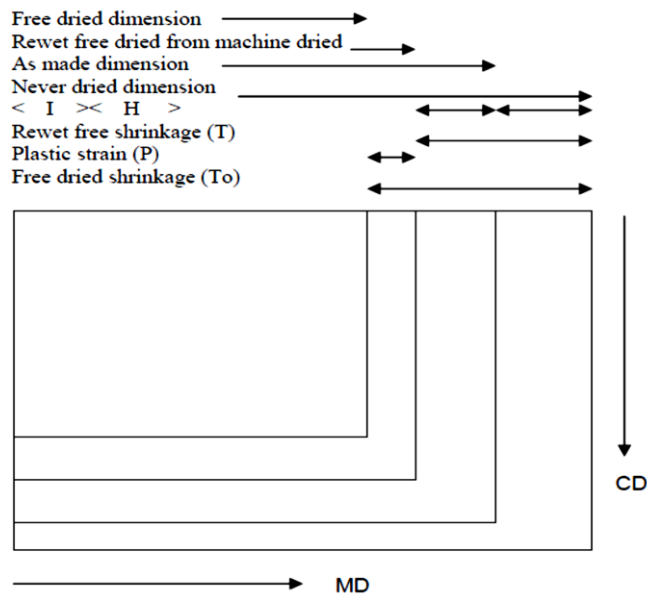 Free dried dimension
Rewet free dried from machine dried
As made dimension
Never dried dimension
< I >< H >
Rewet free shrinkage (T)
Plastic strain (P)
Free dried shrinkage (To)
CD
MD